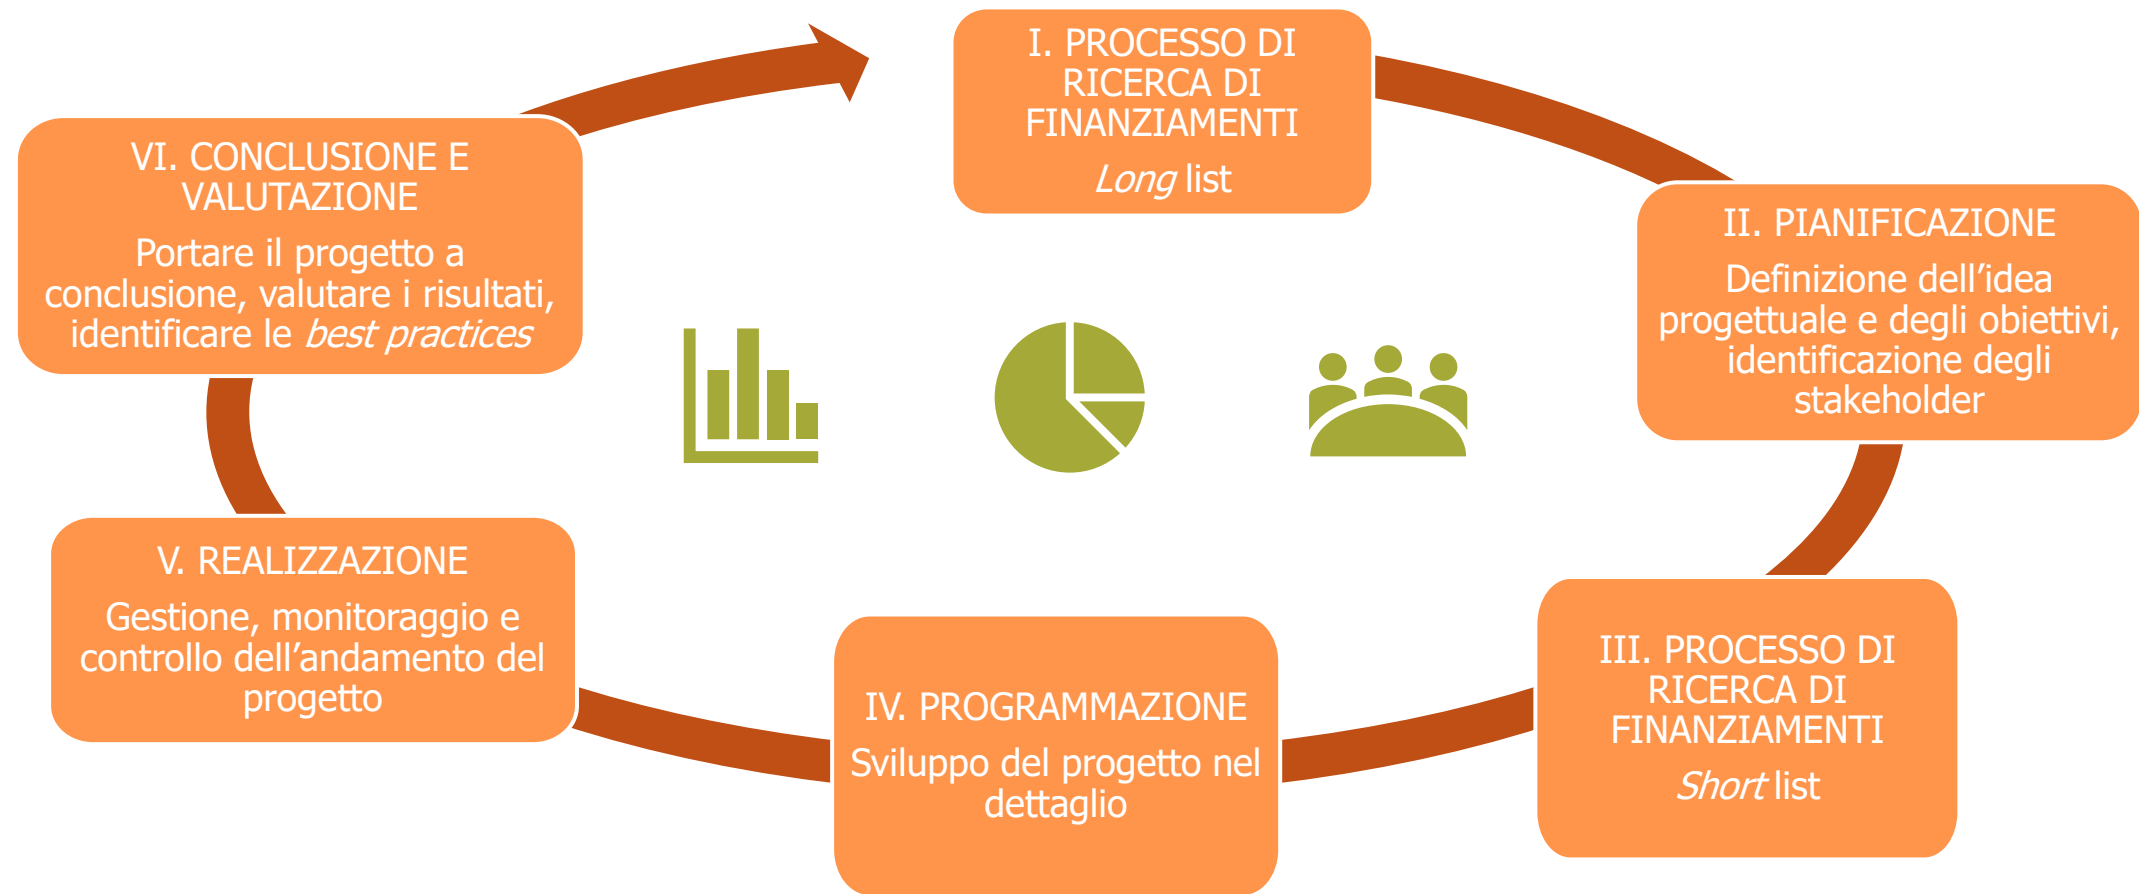 I. PROCESSO DI
RICERCA DI
FINANZIAMENTI
Long list
II. PIANIFICAZIONE
Definizione dell’idea
progettuale e degli obiettivi,
identificazione degli
stakeholder
III. PROCESSO DI
RICERCA DI
FINANZIAMENTI
Short list
IV. PROGRAMMAZIONE
Sviluppo del progetto nel
dettaglio
V. REALIZZAZIONE
Gestione, monitoraggio e
controllo dell’andamento del
progetto
VI. CONCLUSIONE E
VALUTAZIONE
Portare il progetto a
conclusione, valutare i risultati,
identificare le best practices